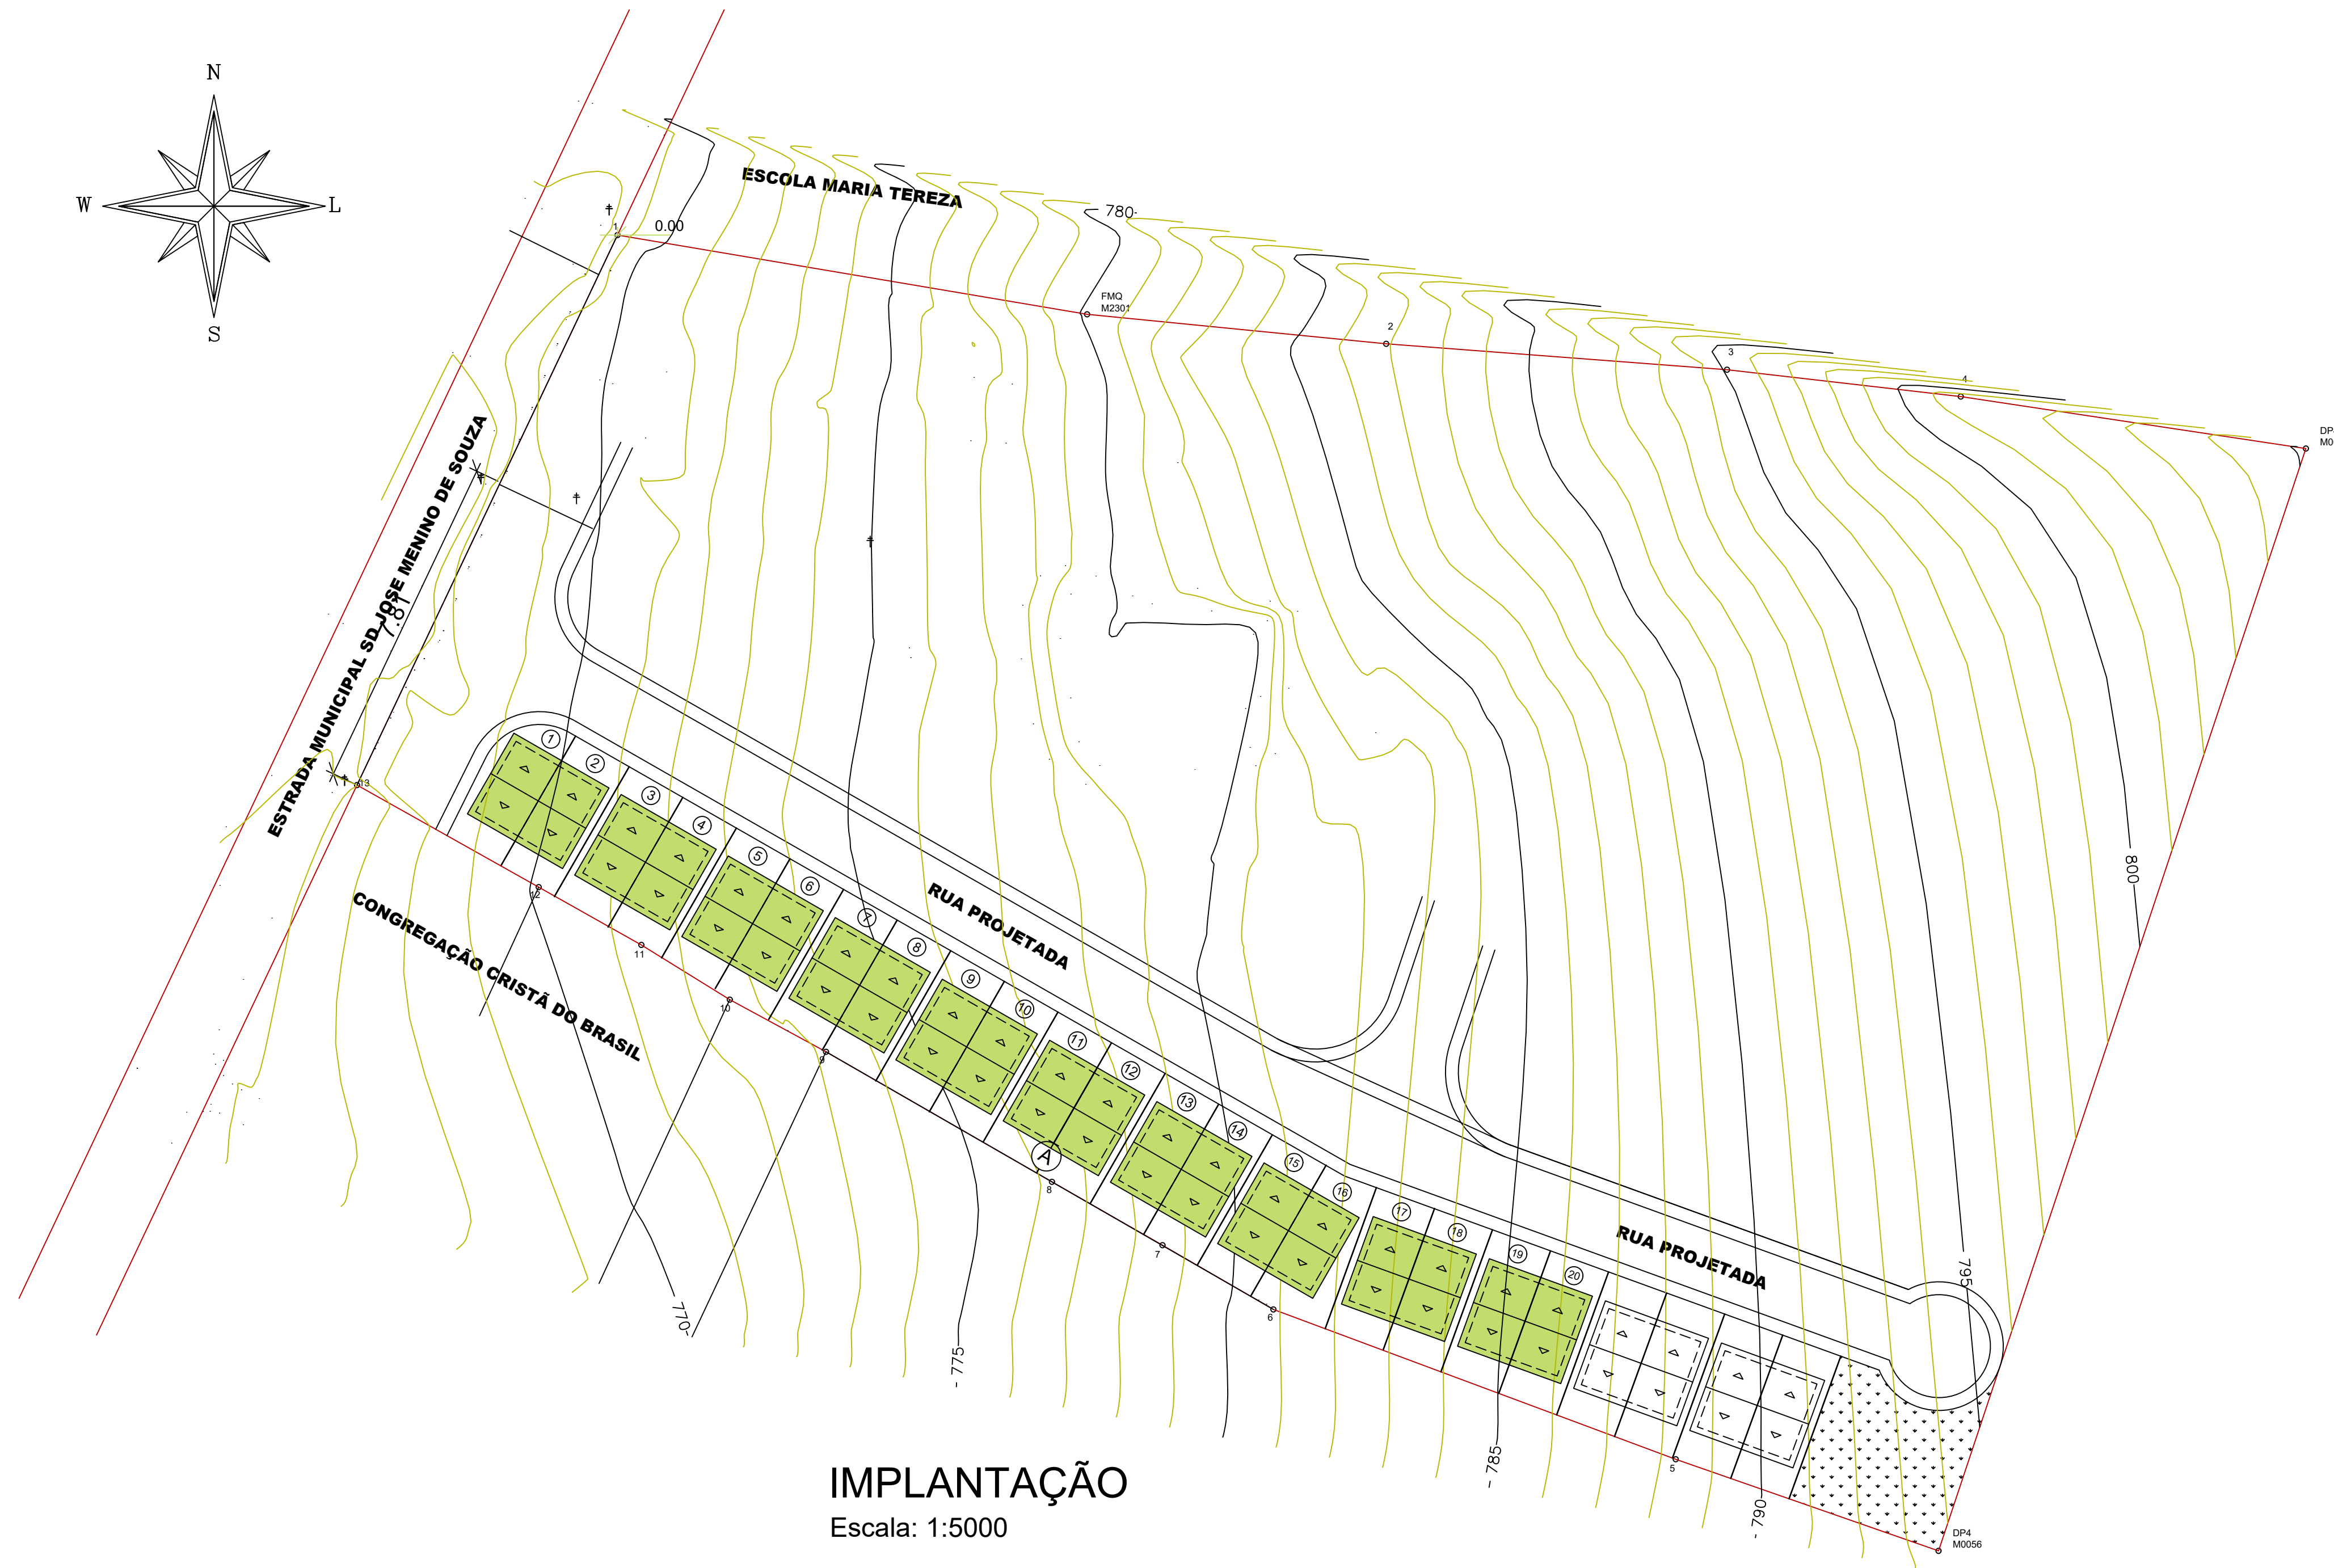 N
W
L
S
ESCOLA MARIA TEREZA
1
0.00
780
FMQ
M2301
2
3
4
DP
M0
ESTRADA MUNICIPAL SD JOSE MENINO DE SOUZA
7.81
13
1
2
3
4
5
6
7
8
9
10
11
12
13
14
15
16
17
18
19
20
RUA PROJETADA
RUA PROJETADA
800
795
12
11
10
9
A
8
7
6
5
CONGREGAÇÃO CRISTÃ DO BRASIL
770
775
785
790
DP4
M0056
IMPLANTAÇÃO
Escala: 1:5000